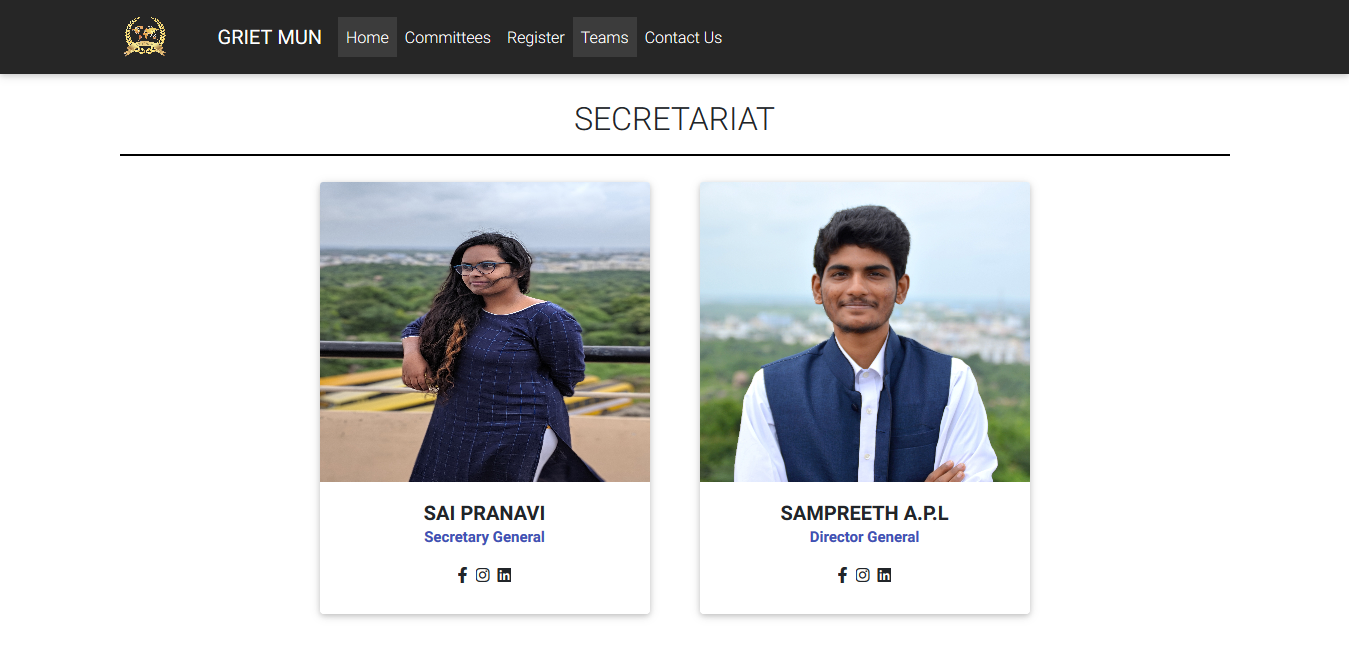 GRIET MUN Home Committees Register Teams Contact Us
SECRETARIAT
SAI PRANAVI
Secretary General
SAMPREETH A.P.L
Director General